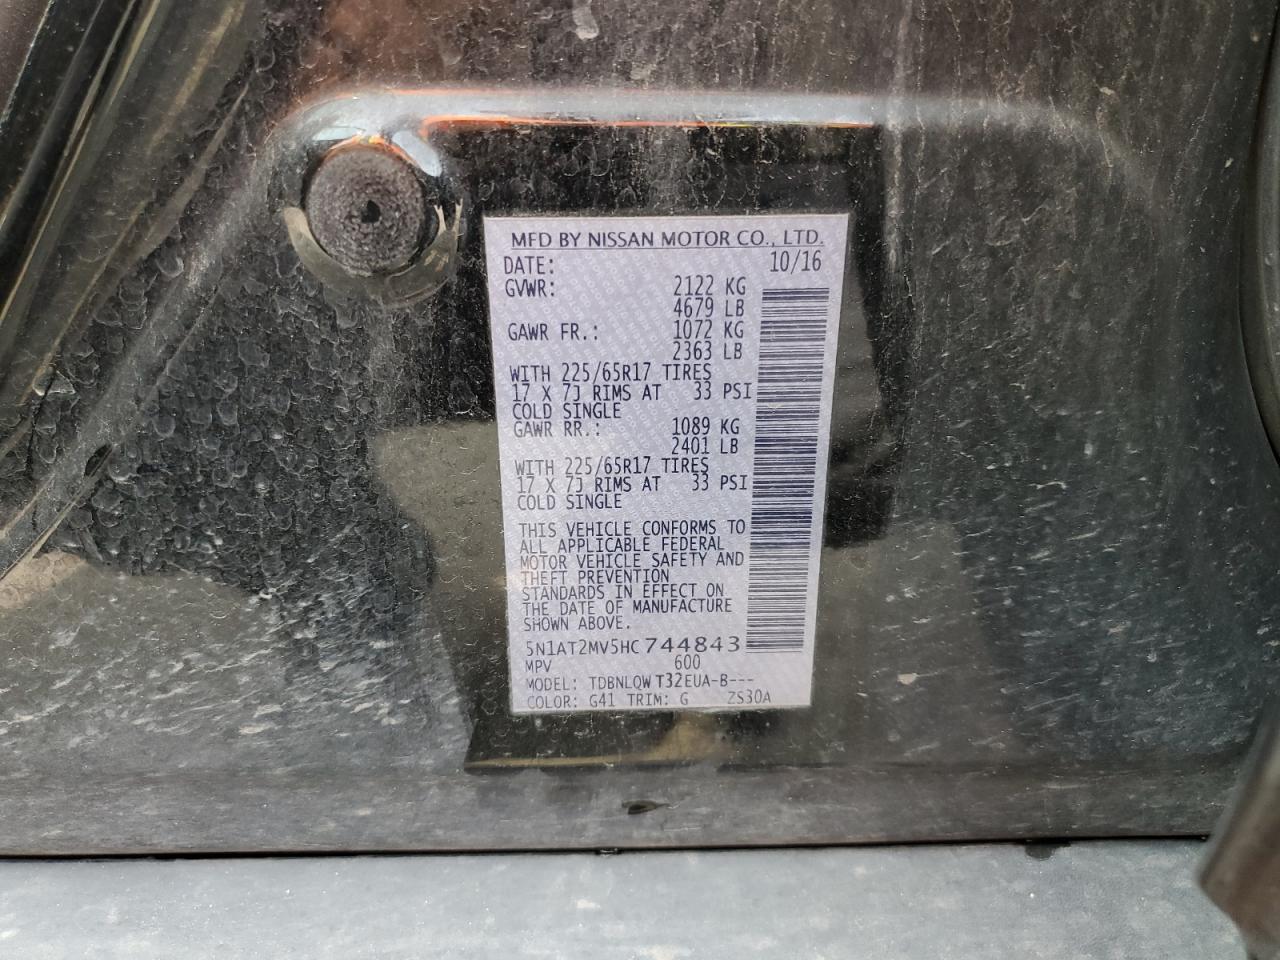 MFD BY NISSAN MOTOR CO., LTD.
DATE: 10/16
GVWR: 2122 KG
4679 LB
GAWR FR.: 1072 KG
2363 LB
WITH 225/65R17 TIRES
17 X 7J RIMS AT 33 PSI
COLD SINGLE
GAWR RR.: 1089 KG
2401 LB
WITH 225/65R17 TIRES
17 X 7J RIMS AT 33 PSI
COLD SINGLE
THIS VEHICLE CONFORMS TO
ALL APPLICABLE FEDERAL
MOTOR VEHICLE SAFETY AND
THEFT PREVENTION
STANDARDS IN EFFECT ON
THE DATE OF MANUFACTURE
SHOWN ABOVE.
5N1AT2MV5HC744843
MPV 600
MODEL: TDBNLQW T32EUA-B---
COLOR: G41 TRIM: G ZS30A